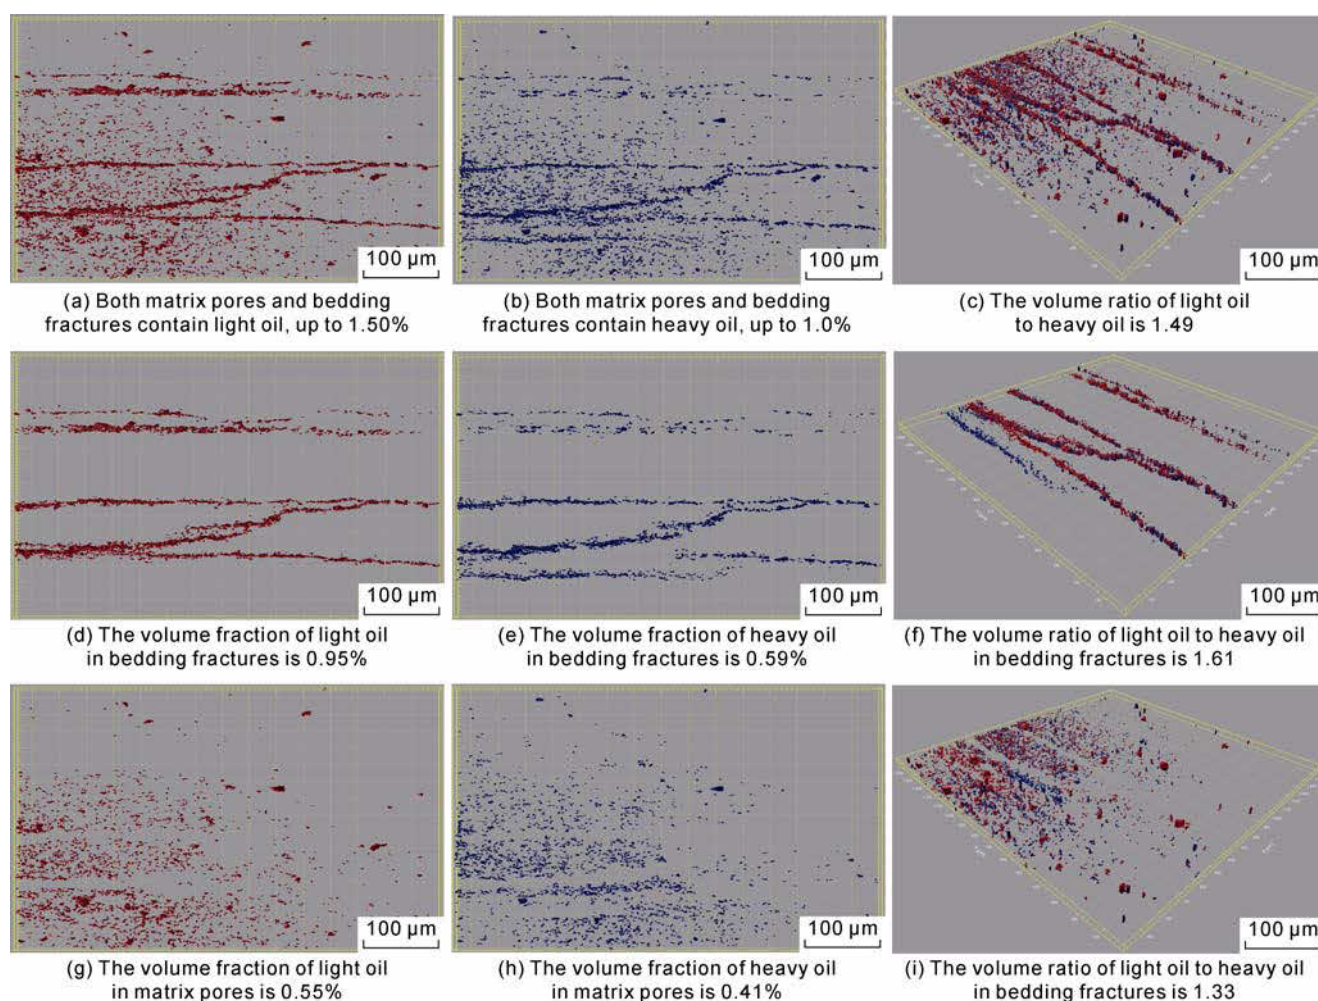 100 μm
100 μm
100 μm
(a) Both matrix pores and bedding
fractures contain light oil, up to 1.50%
(b) Both matrix pores and bedding
fractures contain heavy oil, up to 1.0%
(c) The volume ratio of light oil
to heavy oil is 1.49
100 μm
100 μm
100 μm
(d) The volume fraction of light oil
in bedding fractures is 0.95%
(e) The volume fraction of heavy oil
in bedding fractures is 0.59%
(f) The volume ratio of light oil to heavy oil
in bedding fractures is 1.61
100 μm
100 μm
100 μm
(g) The volume fraction of light oil
in matrix pores is 0.55%
(h) The volume fraction of heavy oil
in matrix pores is 0.41%
(i) The volume ratio of light oil to heavy oil
in bedding fractures is 1.33